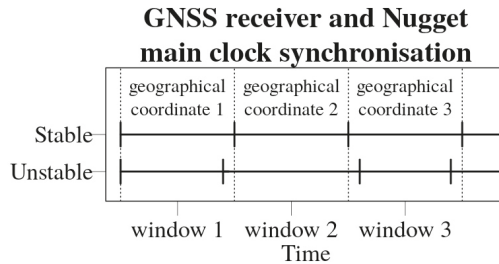 GNSS receiver and Nugget
main clock synchronisation
geographical
coordinate 1
geographical
coordinate 2
geographical
coordinate 3
Stable
Unstable
window 1
window 2
window 3
Time